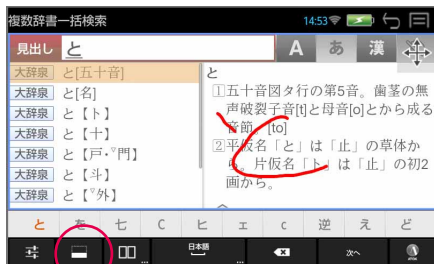 複数辞書一括検索
14:53
見出し と
A あ 漢
大辞泉 と[五十音]
大辞泉 と[名]
大辞泉 と【ト】
大辞泉 と【十】
大辞泉 と【戸・▽門】
大辞泉 と【斗】
大辞泉 と【▽外】
と
1 五十音図タ行の第5音。歯茎の無
声破裂子音[t]と母音[o]とから成る
音節。[to]
2 平仮名「と」は「止」の草体か
ら。片仮名「ト」は「止」の初2
画から。
と を 七 C ヒ エ c 逆 え ど
日本語
次へ